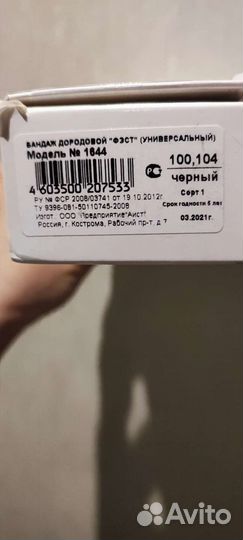 БАНДАЖ ДОРОДОВОЙ "ФЭСТ" (УНИВЕРСАЛЬНЫЙ)
Модель № 1644
100,104
черный
Сорт 1
4 603500 207533
РУ № ФСР 2008/03741 от 19.10.2012г.
Срок годности 5 лет
ТУ 9396-081-50110745-2008
03.2021г.
Изгот. ООО "Предприятие "Аист"
Россия, г. Кострома, Рабочий пр-т, д.7
Avito